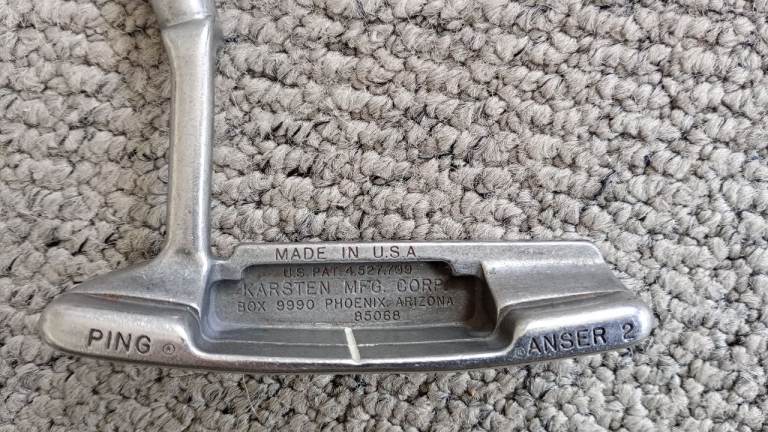 MADE IN U.S.A
U.S. PAT. 4,527,799
KARSTEN MFG. CORP.
BOX 9990 PHOENIX, ARIZONA
85068
PING ®
® ANSER 2